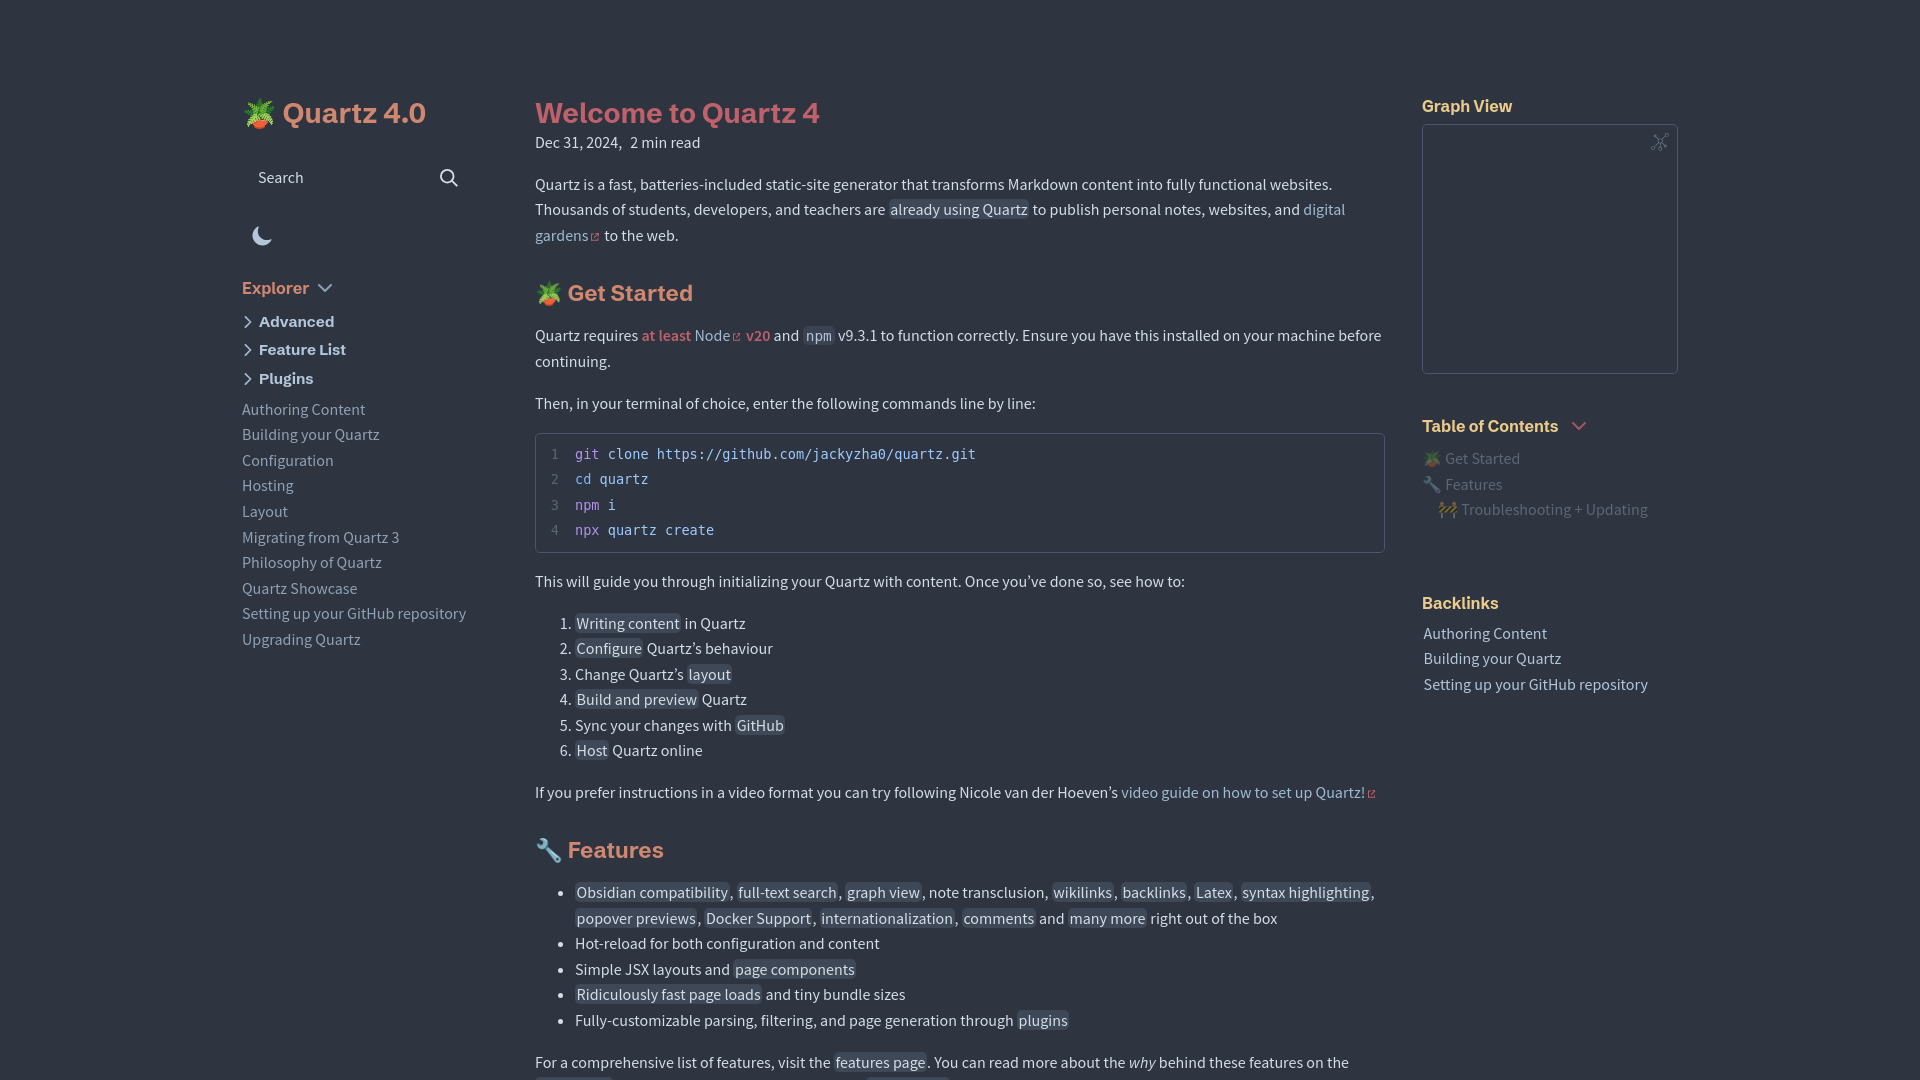 🪴 Quartz 4.0
Search
Explorer
Advanced
Feature List
Plugins
Authoring Content
Building your Quartz
Configuration
Hosting
Layout
Migrating from Quartz 3
Philosophy of Quartz
Quartz Showcase
Setting up your GitHub repository
Upgrading Quartz
Welcome to Quartz 4
Dec 31, 2024, 2 min read
Quartz is a fast, batteries-included static-site generator that transforms Markdown content into fully functional websites.
Thousands of students, developers, and teachers are already using Quartz to publish personal notes, websites, and digital
gardens to the web.
🪴 Get Started
Quartz requires at least Node v20 and npm v9.3.1 to function correctly. Ensure you have this installed on your machine before
continuing.
Then, in your terminal of choice, enter the following commands line by line:
1 git clone https://github.com/jackyzha0/quartz.git
2 cd quartz
3 npm i
4 npx quartz create
This will guide you through initializing your Quartz with content. Once you’ve done so, see how to:
1. Writing content in Quartz
2. Configure Quartz’s behaviour
3. Change Quartz’s layout
4. Build and preview Quartz
5. Sync your changes with GitHub
6. Host Quartz online
If you prefer instructions in a video format you can try following Nicole van der Hoeven’s video guide on how to set up Quartz!
🔧 Features
• Obsidian compatibility, full-text search, graph view, note transclusion, wikilinks, backlinks, Latex, syntax highlighting,
popover previews, Docker Support, internationalization, comments and many more right out of the box
• Hot-reload for both configuration and content
• Simple JSX layouts and page components
• Ridiculously fast page loads and tiny bundle sizes
• Fully-customizable parsing, filtering, and page generation through plugins
For a comprehensive list of features, visit the features page. You can read more about the why behind these features on the
Graph View
Table of Contents
🪴 Get Started
🔧 Features
🚧 Troubleshooting + Updating
Backlinks
Authoring Content
Building your Quartz
Setting up your GitHub repository